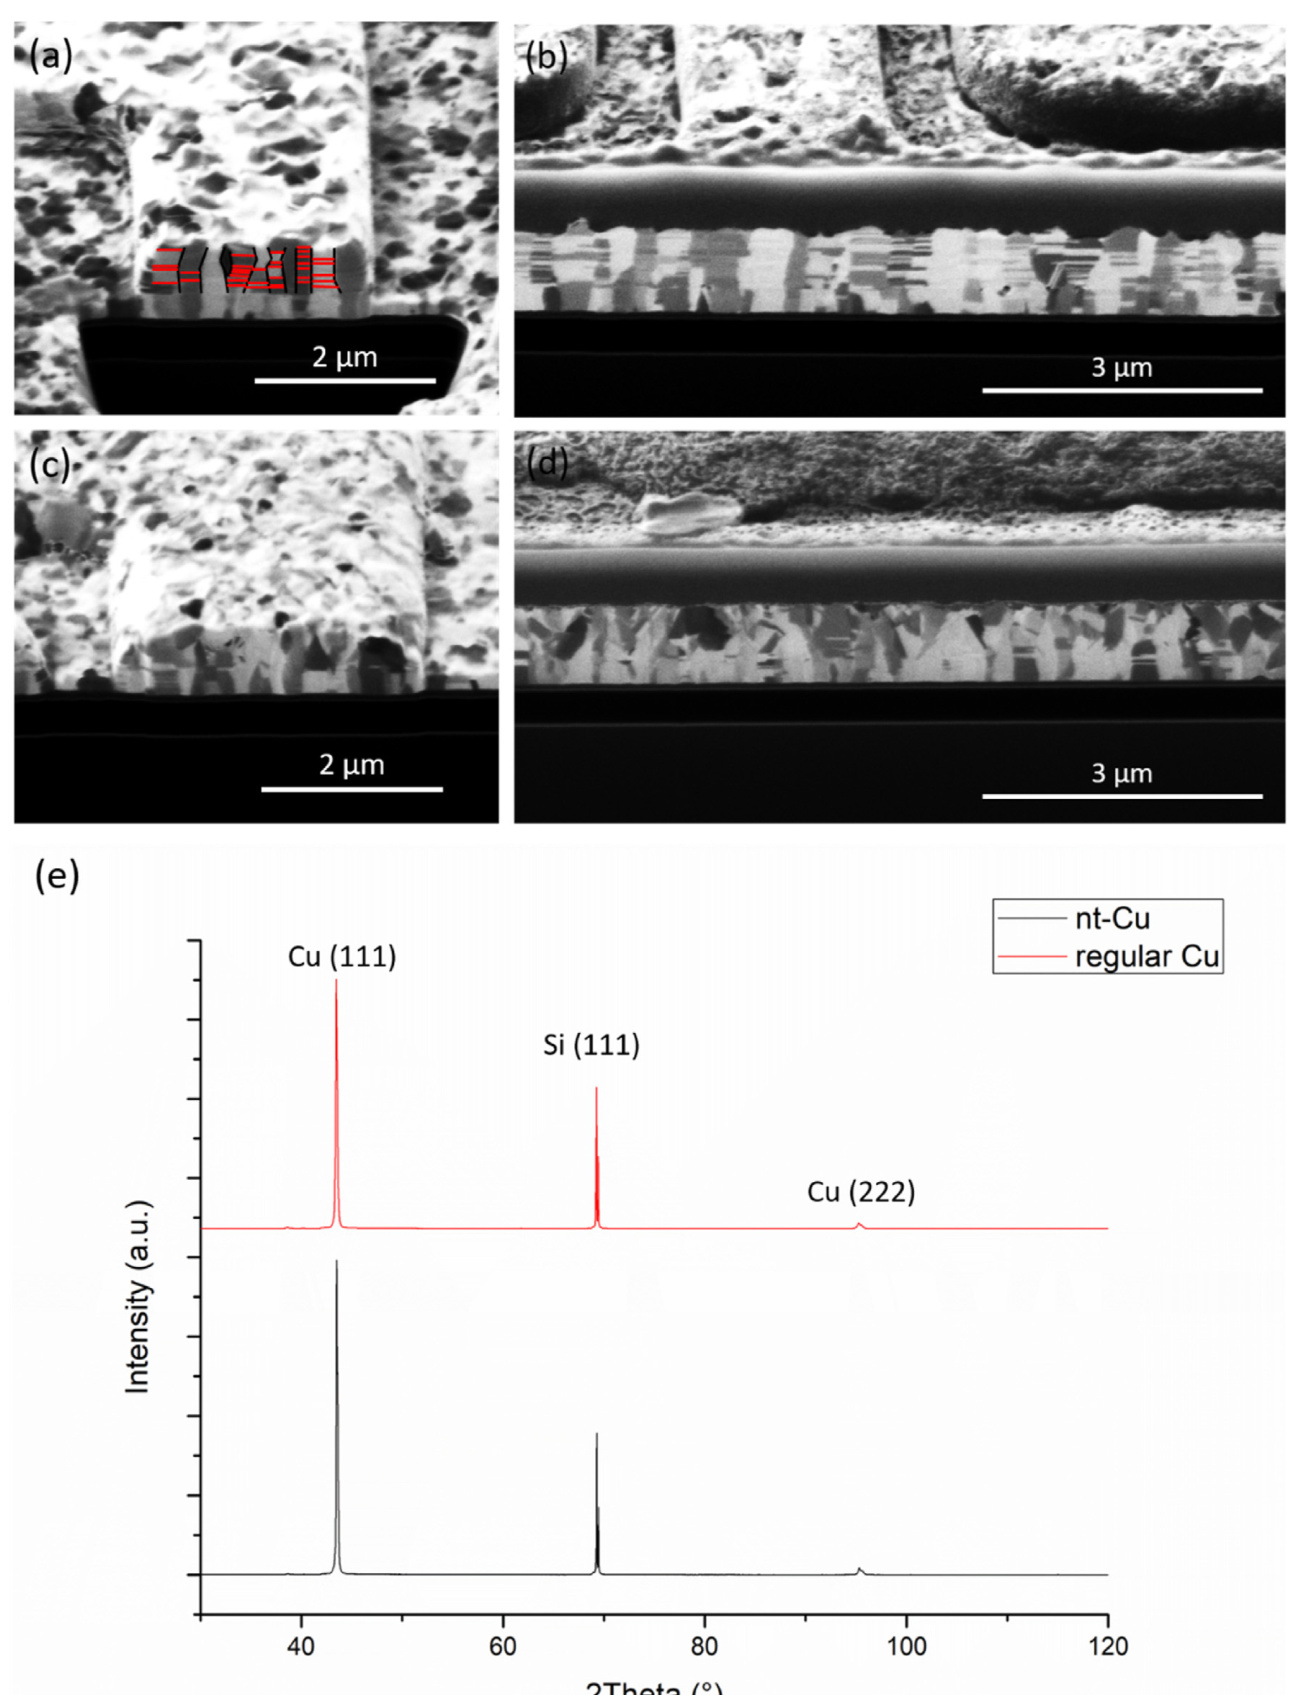 (a)
2 μm
(b)
3 μm
(c)
2 μm
(d)
3 μm
(e)
nt-Cu
regular Cu
Cu (111)
Si (111)
Cu (222)
Intensity (a.u.)
40 60 80 100 120
2Theta (°)